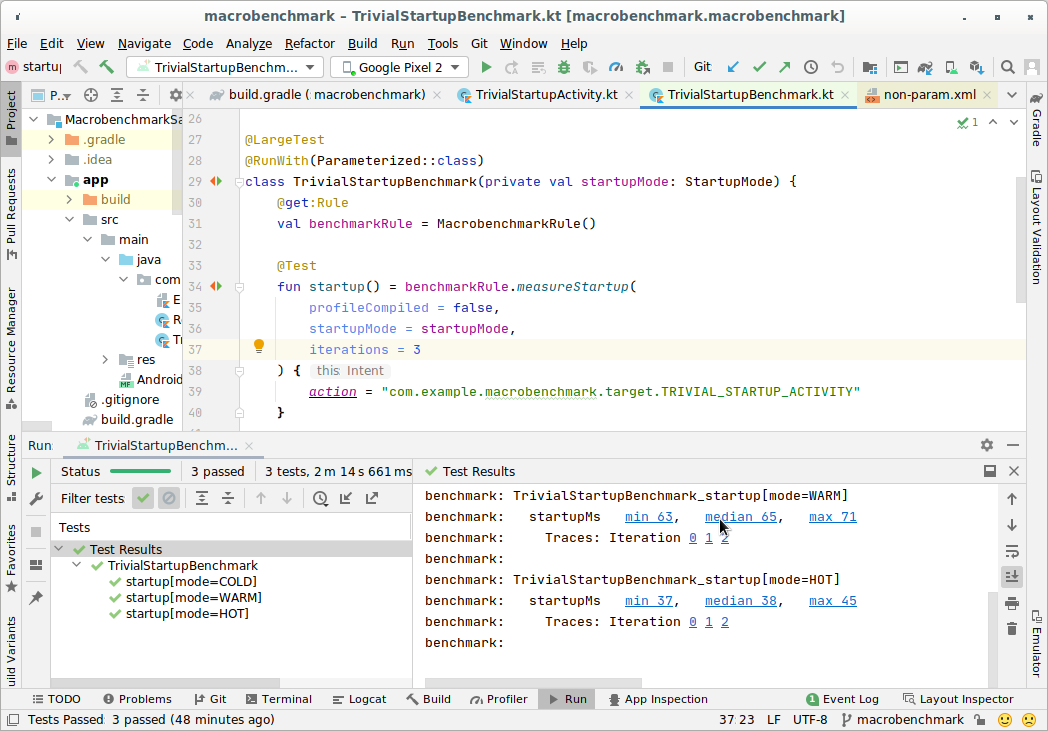 macrobenchmark – TrivialStartupBenchmark.kt [macrobenchmark.macrobenchmark]
File Edit View Navigate Code Analyze Refactor Build Run Tools Git Window Help
m startu TrivialStartupBenchm... Google Pixel 2 Git:
P.. build.gradle (:macrobenchmark) TrivialStartupActivity.kt TrivialStartupBenchmark.kt non-param.xml
Project
Pull Requests
Resource Manager
Structure
Favorites
uild Variants
MacrobenchmarkSa
.gradle
.idea
app
build
src
main
java
com
E
R
Tr
res
MF Android
.gitignore
build.gradle
1
26
27 @LargeTest
28 @RunWith(Parameterized::class)
29 class TrivialStartupBenchmark(private val startupMode: StartupMode) {
30 @get:Rule
31 val benchmarkRule = MacrobenchmarkRule()
32
33 @Test
34 fun startup() = benchmarkRule.measureStartup(
35 profileCompiled = false,
36 startupMode = startupMode,
37 iterations = 3
38 ) { this: Intent
39 action = "com.example.macrobenchmark.target.TRIVIAL_STARTUP_ACTIVITY"
40 }
Gradle
Layout Validation
Emulator
Run: TrivialStartupBenchm...
Status 3 passed 3 tests, 2 m 14 s 661 ms
Filter tests:
Tests
Test Results
TrivialStartupBenchmark
startup[mode=COLD]
startup[mode=WARM]
startup[mode=HOT]
Test Results
benchmark: TrivialStartupBenchmark_startup[mode=WARM]
benchmark: startupMs min 63, median 65, max 71
benchmark: Traces: Iteration 0 1 2
benchmark:
benchmark: TrivialStartupBenchmark_startup[mode=HOT]
benchmark: startupMs min 37, median 38, max 45
benchmark: Traces: Iteration 0 1 2
benchmark:
TODO Problems Git Terminal Logcat Build Profiler Run App Inspection 1 Event Log Layout Inspector
Tests Passed: 3 passed (48 minutes ago) 37:23 LF UTF-8 macrobenchmark